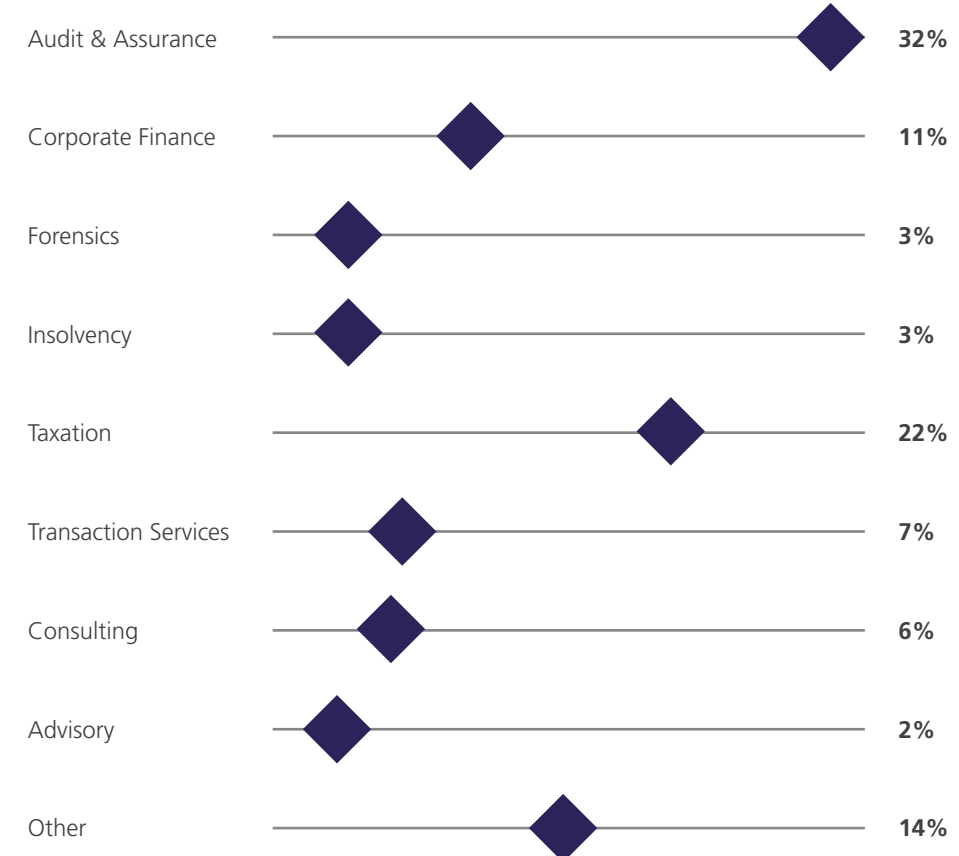 Audit & Assurance 32%
Corporate Finance 11%
Forensics 3%
Insolvency 3%
Taxation 22%
Transaction Services 7%
Consulting 6%
Advisory 2%
Other 14%